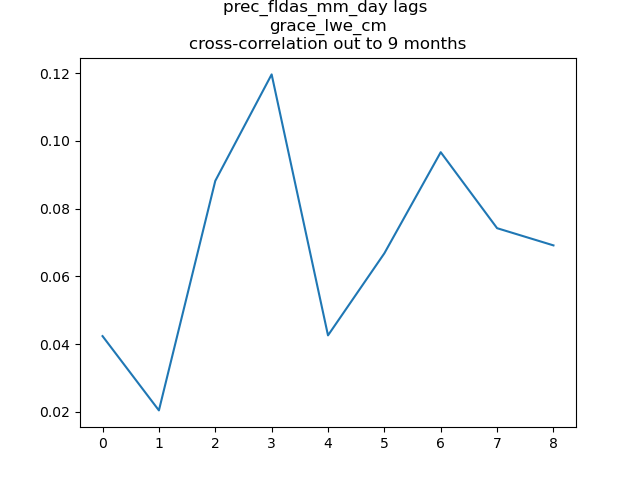 prec_fldas_mm_day lags
grace_lwe_cm
cross-correlation out to 9 months
0.12
0.10
0.08
0.06
0.04
0.02
0 1 2 3 4 5 6 7 8